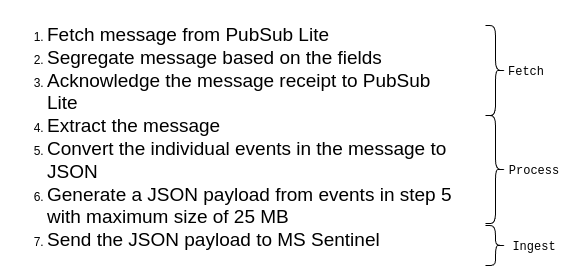 1. Fetch message from PubSub Lite
2. Segregate message based on the fields
3. Acknowledge the message receipt to PubSub
Lite
Fetch
4. Extract the message
5. Convert the individual events in the message to
JSON
6. Generate a JSON payload from events in step 5
with maximum size of 25 MB
Process
7. Send the JSON payload to MS Sentinel
Ingest